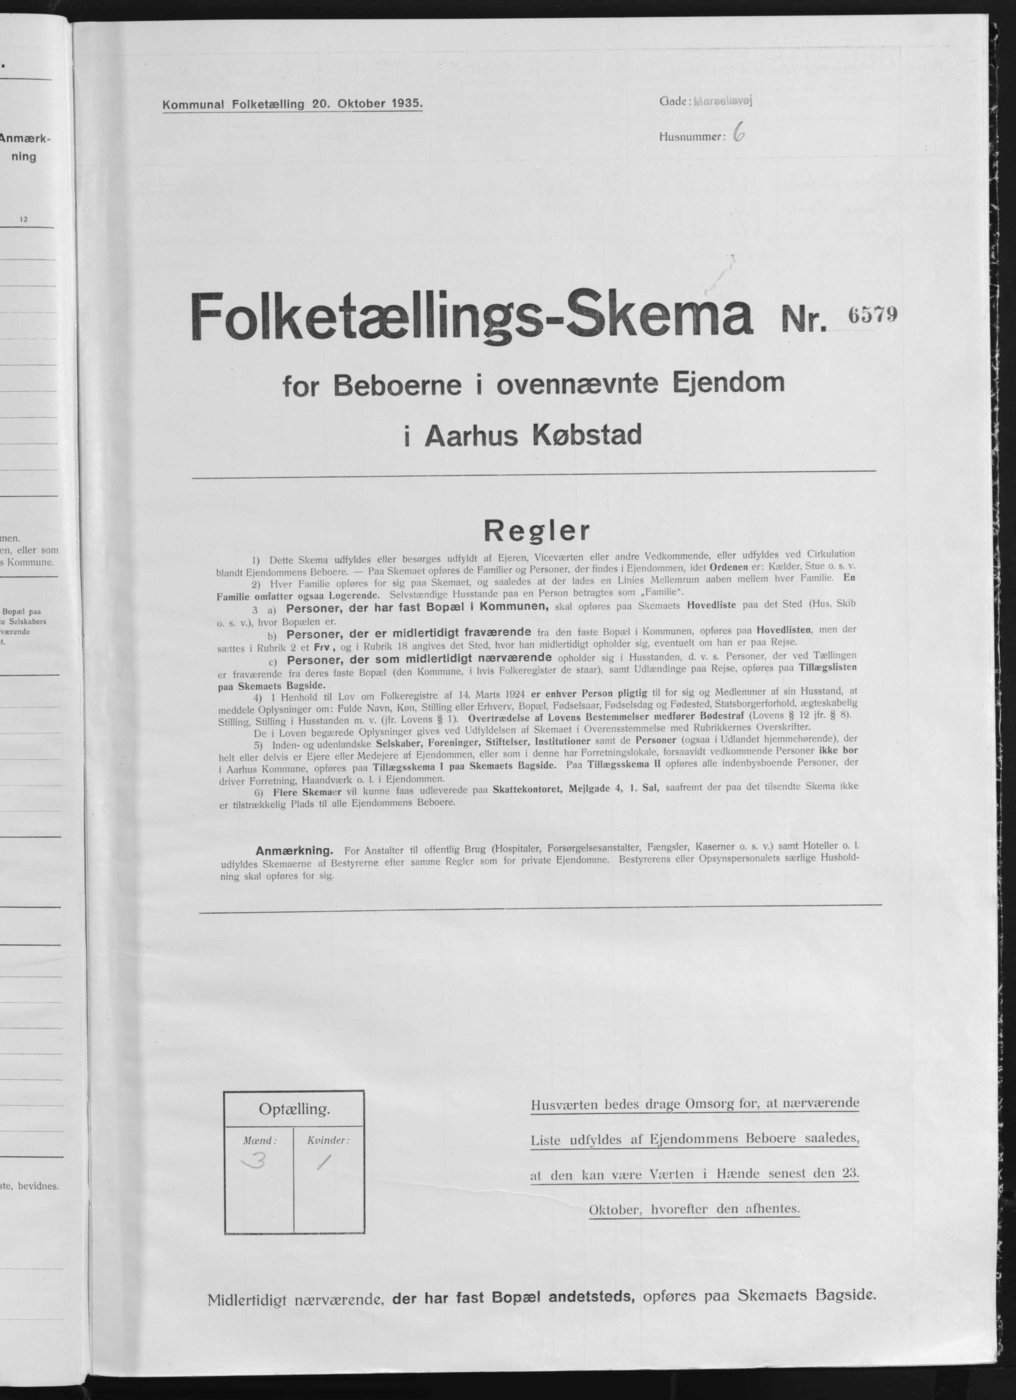 Anmærk-
ning
12
men.
en, eller som
s Kommune.
Bopæl paa
te Selskabers
værende
ste, bevidnes.
Kommunal Folketælling 20. Oktober 1935.
Gade: Marselisvej
Husnummer: 6
Folketællings-Skema Nr. 6579
for Beboerne i ovennævnte Ejendom
i Aarhus Købstad
Regler
1) Dette Skema udfyldes eller besørges udfyldt af Ejeren, Viceværten eller andre Vedkommende, eller udfyldes ved Cirkulation
blandt Ejendommens Beboere. — Paa Skemaet opføres de Familier og Personer, der findes i Ejendommen, idet Ordenen er: Kælder, Stue o. s. v.
2) Hver Familie opføres for sig paa Skemaet, og saaledes at der lades en Linies Mellemrum aaben mellem hver Familie. En
Familie omfatter ogsaa Logerende. Selvstændige Husstande paa en Person betragtes som „Familie“.
3 a) Personer, der har fast Bopæl i Kommunen, skal opføres paa Skemaets Hovedliste paa det Sted (Hus, Skib
o. s. v.), hvor Bopælen er.
b) Personer, der er midlertidigt fraværende fra den faste Bopæl i Kommunen, opføres paa Hovedlisten, men der
sættes i Rubrik 2 et Frv., og i Rubrik 18 angives det Sted, hvor han midlertidigt opholder sig, eventuelt om han er paa Rejse.
c) Personer, der som midlertidigt nærværende opholder sig i Husstanden, d. v. s. Personer, der ved Tællingen
er fraværende fra deres faste Bopæl (den Kommune, i hvis Folkeregister de staar), samt Udlændinge paa Rejse, opføres paa Tillægslisten
paa Skemaets Bagside.
4) I Henhold til Lov om Folkeregistre af 14. Marts 1924 er enhver Person pligtig til for sig og Medlemmer af sin Husstand, at
meddele Oplysninger om: Fulde Navn, Køn, Stilling eller Erhverv, Bopæl, Fødselsaar, Fødselsdag og Fødested, Statsborgerforhold, ægteskabelig
Stilling, Stilling i Husstanden m. v. (jfr. Lovens § 1). Overtrædelse af Lovens Bestemmelser medfører Bødestraf (Lovens § 12 jfr. § 8).
De i Loven begærede Oplysninger gives ved Udfyldelsen af Skemaet i Overensstemmelse med Rubrikkernes Overskrifter.
5) Inden- og udenlandske Selskaber, Foreninger, Stiftelser, Institutioner samt de Personer (ogsaa i Udlandet hjemmehørende), der
helt eller delvis er Ejere eller Medejere af Ejendommen, eller som i denne har Forretningslokale, forsaavidt vedkommende Personer ikke bor
i Aarhus Kommune, opføres paa Tillægsskema I paa Skemaets Bagside. Paa Tillægsskema II opføres alle indenbysboende Personer, der
driver Forretning, Haandværk o. l. i Ejendommen.
6) Flere Skemaer vil kunne faas udleverede paa Skattekontoret, Mejlgade 4, 1. Sal, saafremt der paa det tilsendte Skema ikke
er tilstrækkelig Plads til alle Ejendommens Beboere.
Anmærkning. For Anstalter til offentlig Brug (Hospitaler, Forsørgelsesanstalter, Fængsler, Kaserner o. s. v.) samt Hoteller o. l.
udfyldes Skemaerne af Bestyrerne efter samme Regler som for private Ejendomme. Bestyrerens eller Opsynspersonalets særlige Hushold-
ning skal opføres for sig.
Optælling.
Mænd: Kvinder:
3 1
Husværten bedes drage Omsorg for, at nærværende
Liste udfyldes af Ejendommens Beboere saaledes,
at den kan være Værten i Hænde senest den 23.
Oktober, hvorefter den afhentes.
Midlertidigt nærværende, der har fast Bopæl andetsteds, opføres paa Skemaets Bagside.